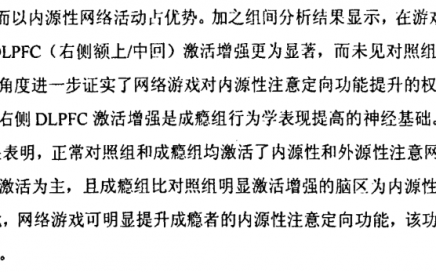 而以内源性网络活动占优势。加之组间分析结果显示，在游
DLPFC（右侧额上/中回）激活增强更为显著，而未见对照组
角度进一步证实了网络游戏对内源性注意定向功能提升的权
右侧 DLPFC 激活增强是成瘾组行为学表现提高的神经基础。
表明，正常对照组和成瘾组均激活了内源性和外源性注意网
激活为主，且成瘾组比对照组明显激活增强的脑区为内源性
，网络游戏可明显提升成瘾者的内源性注意定向功能，该功
。